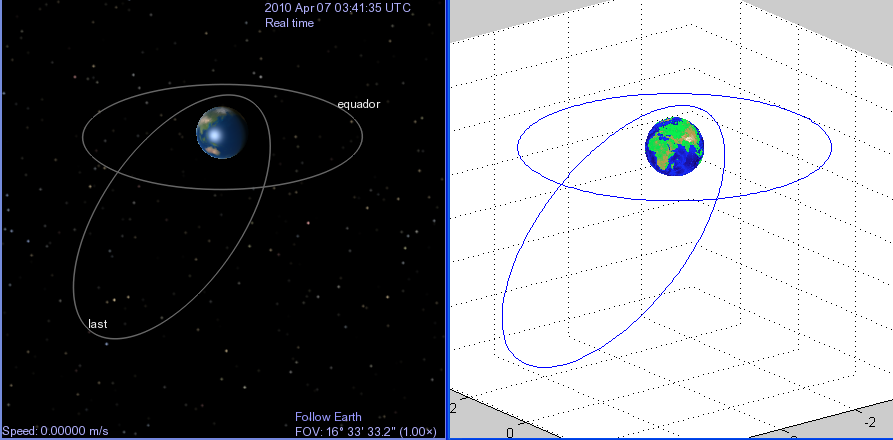 2010 Apr 07 03:41:35 UTC
Real time
equador
last
Follow Earth
Speed: 0.00000 m/s
FOV: 16° 33' 33.2" (1.00×)
2
0
-2